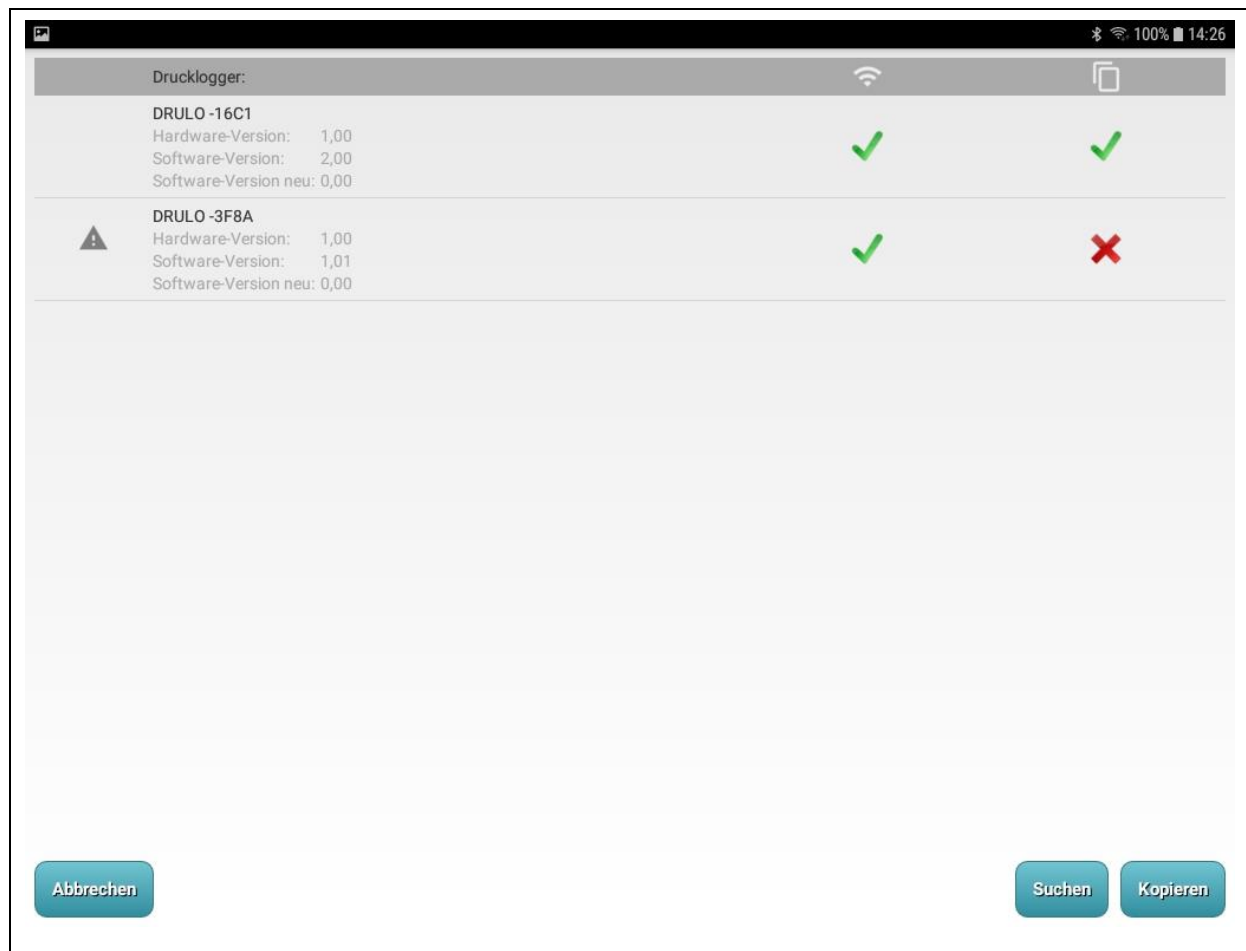 100% 14:26
Drucklogger:
DRULO -16C1
Hardware-Version: 1,00
Software-Version: 2,00
Software-Version neu: 0,00
DRULO -3F8A
Hardware-Version: 1,00
Software-Version: 1,01
Software-Version neu: 0,00
Abbrechen Suchen Kopieren